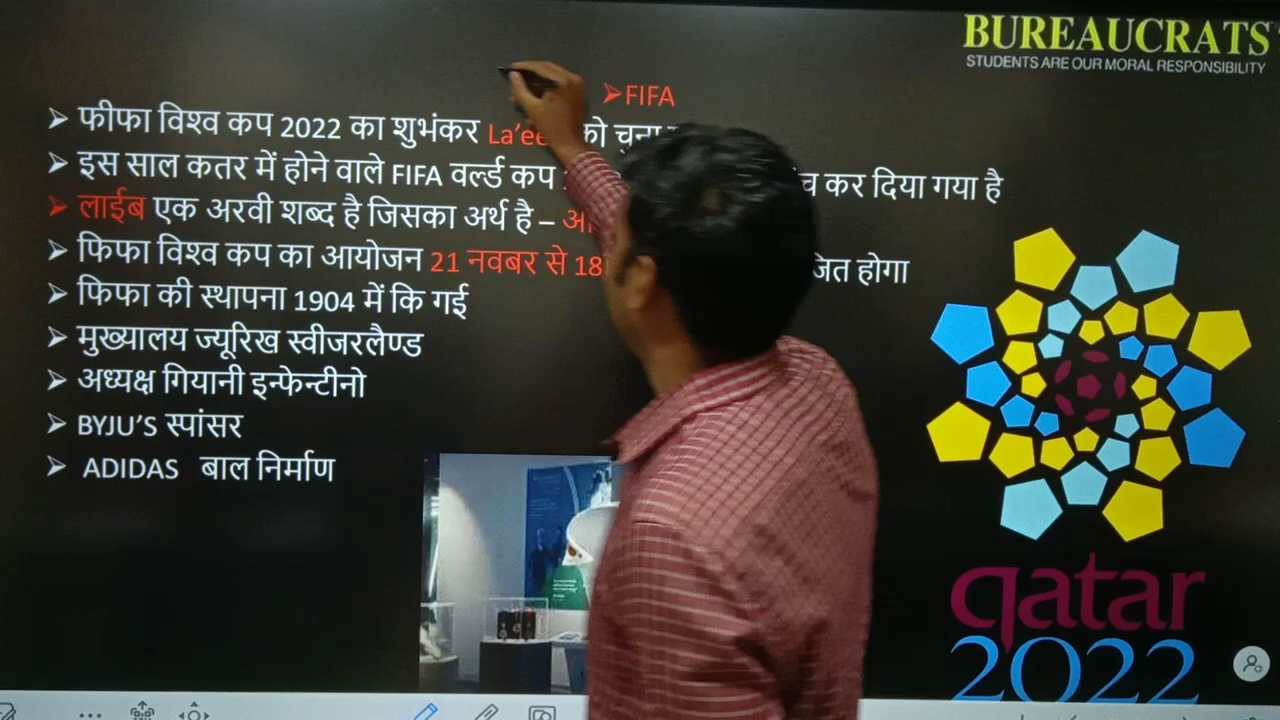 BUREAUCRATS
STUDENTS ARE OUR MORAL RESPONSIBILITY
➢FIFA
➢ फीफा विश्व कप 2022 का शुभंकर को चुना
➢ इस साल कतर में होने वाले FIFA वर्ल्ड कप कर दिया गया है
➢ लाईब एक अरवी शब्द है जिसका अर्थ है –
➢ फिफा विश्व कप का आयोजन 21 नवबर से 18 होगा
➢ फिफा की स्थापना 1904 में कि गई
➢ मुख्यालय ज्यूरिख स्वीजरलैण्ड
➢ अध्यक्ष गियानी इन्फेन्टीनो
➢ BYJU'S स्पांसर
➢ ADIDAS बाल निर्माण
qatar
2022